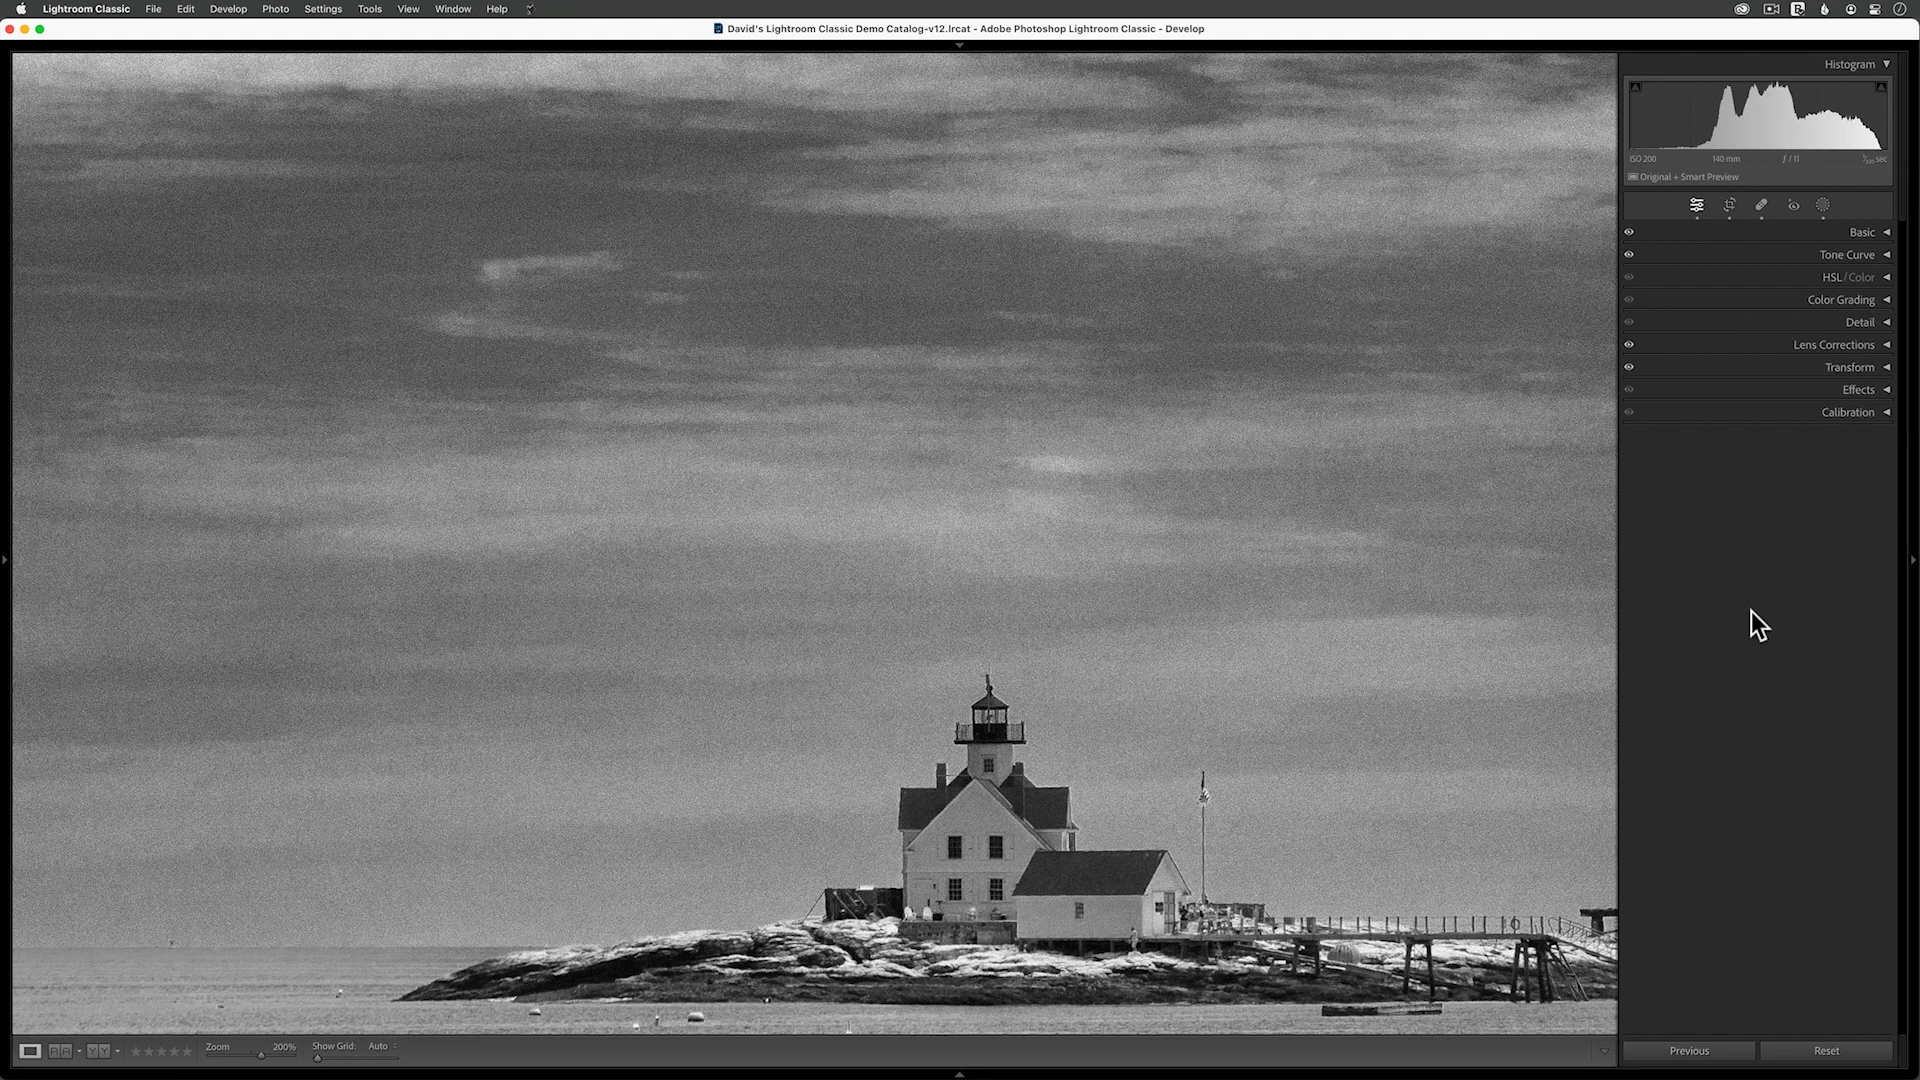 Lightroom Classic File Edit Develop Photo Settings Tools View Window Help
David's Lightroom Classic Demo Catalog-v12.lrcat - Adobe Photoshop Lightroom Classic - Develop
Histogram
ISO 200 140 mm ƒ / 11 sec
Original + Smart Preview
Basic
Tone Curve
HSL / Color
Color Grading
Detail
Lens Corrections
Transform
Effects
Calibration
Zoom 200% Show Grid: Auto
Previous Reset